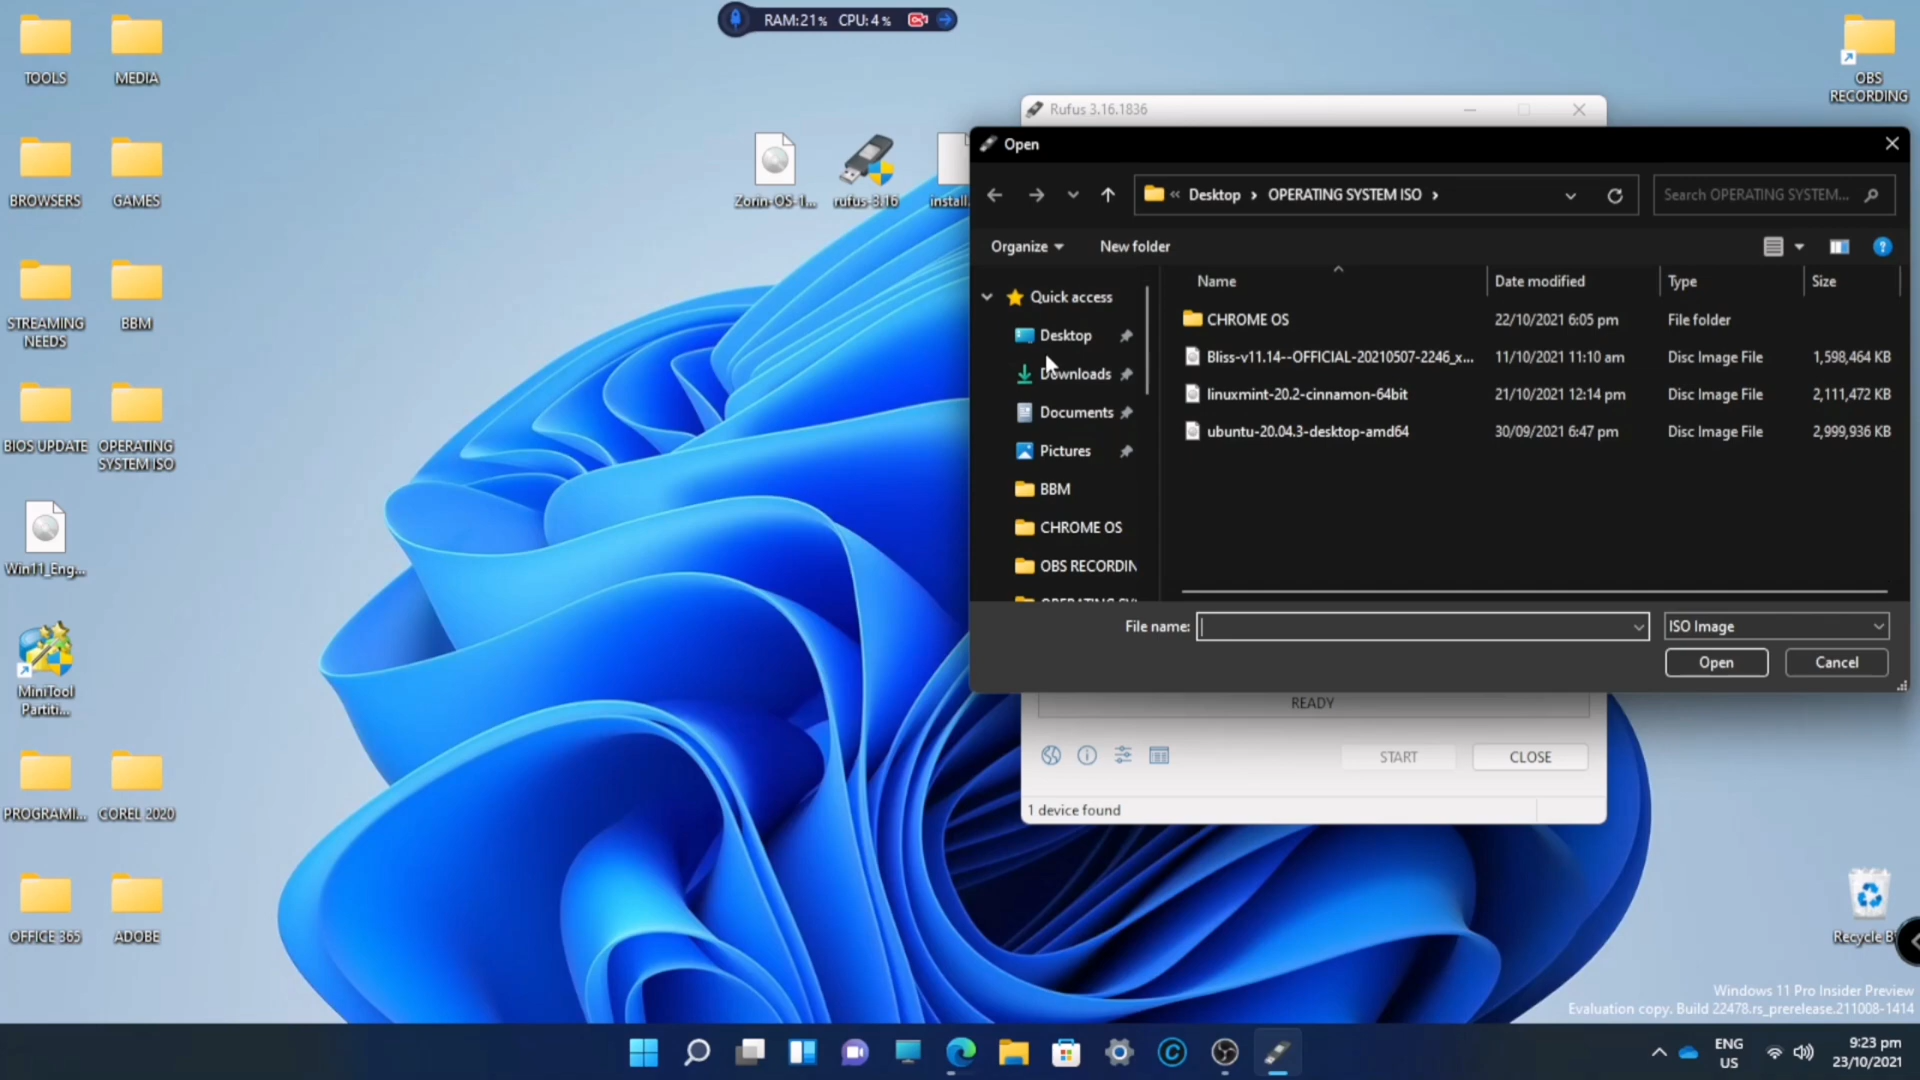 RAM:21% CPU:4%
TOOLS
MEDIA
OBS
RECORDING
BROWSERS
GAMES
Zorin-OS-1...
rufus-3.16
install.
STREAMING
NEEDS
BBM
BIOS UPDATE
OPERATING
SYSTEM ISO
Win11_Eng...
MiniTool
Partiti...
PROGRAMI...
COREL 2020
OFFICE 365
ADOBE
Rufus 3.16.1836
Open
« Desktop › OPERATING SYSTEM ISO ›
Search OPERATING SYSTEM...
Organize
New folder
?
Name
Date modified
Type
Size
Quick access
Desktop
Downloads
Documents
Pictures
BBM
CHROME OS
OBS RECORDIN
CHROME OS 22/10/2021 6:05 pm File folder
Bliss-v11.14--OFFICIAL-20210507-2246_x... 11/10/2021 11:10 am Disc Image File 1,598,464 KB
linuxmint-20.2-cinnamon-64bit 21/10/2021 12:14 pm Disc Image File 2,111,472 KB
ubuntu-20.04.3-desktop-amd64 30/09/2021 6:47 pm Disc Image File 2,999,936 KB
File name:
ISO Image
Open
Cancel
READY
START
CLOSE
1 device found
Recycle B
Windows 11 Pro Insider Preview
Evaluation copy. Build 22478.rs_prerelease.211008-1414
ENG
US
9:23 pm
23/10/2021